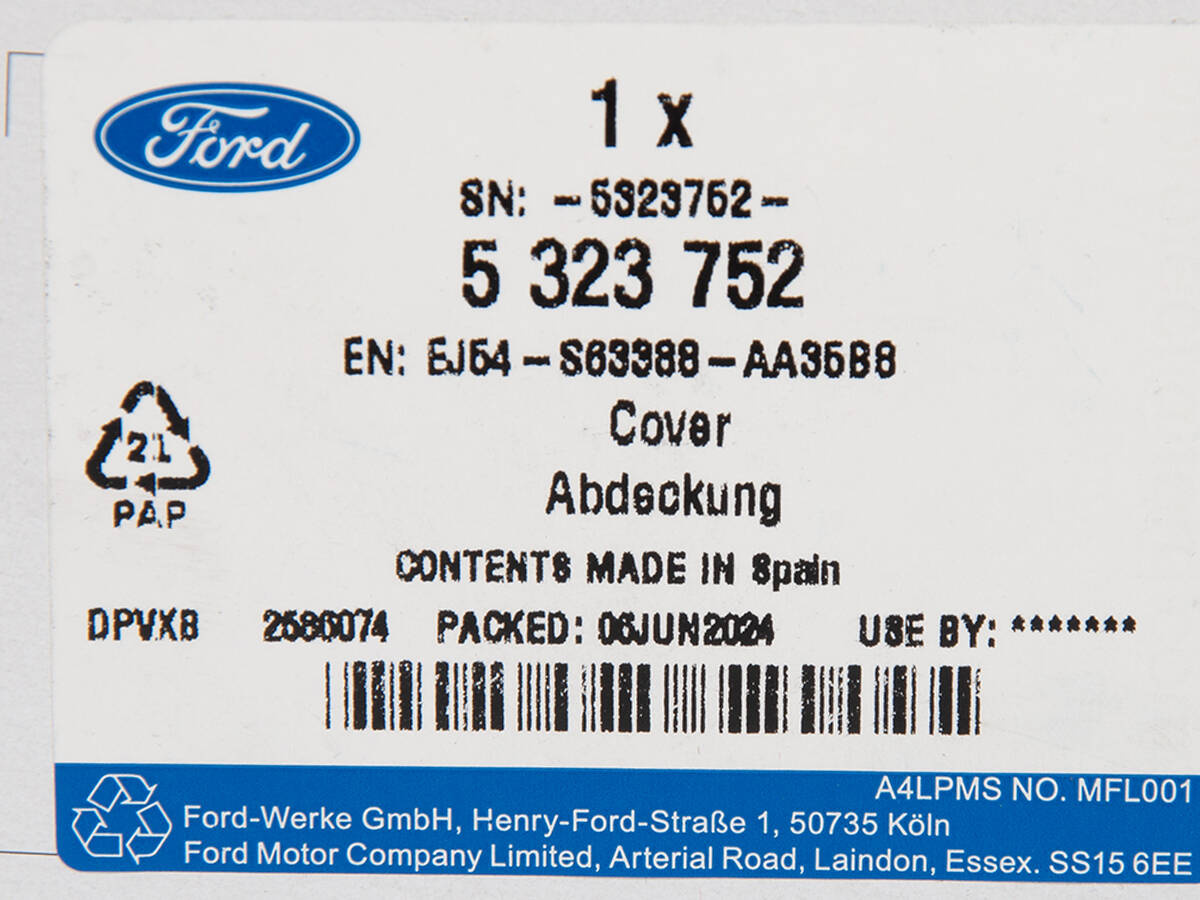 Ford
1 x
SN: -5323752-
5 323 752
EN: EJ54-S63388-AA35B8
Cover
Abdeckung
21
PAP
CONTENTS MADE IN Spain
DPVXB 2586074 PACKED: 06JUN2024 USE BY: *******
A4LPMS NO. MFL001
Ford-Werke GmbH, Henry-Ford-Straße 1, 50735 Köln
Ford Motor Company Limited, Arterial Road, Laindon, Essex. SS15 6EE